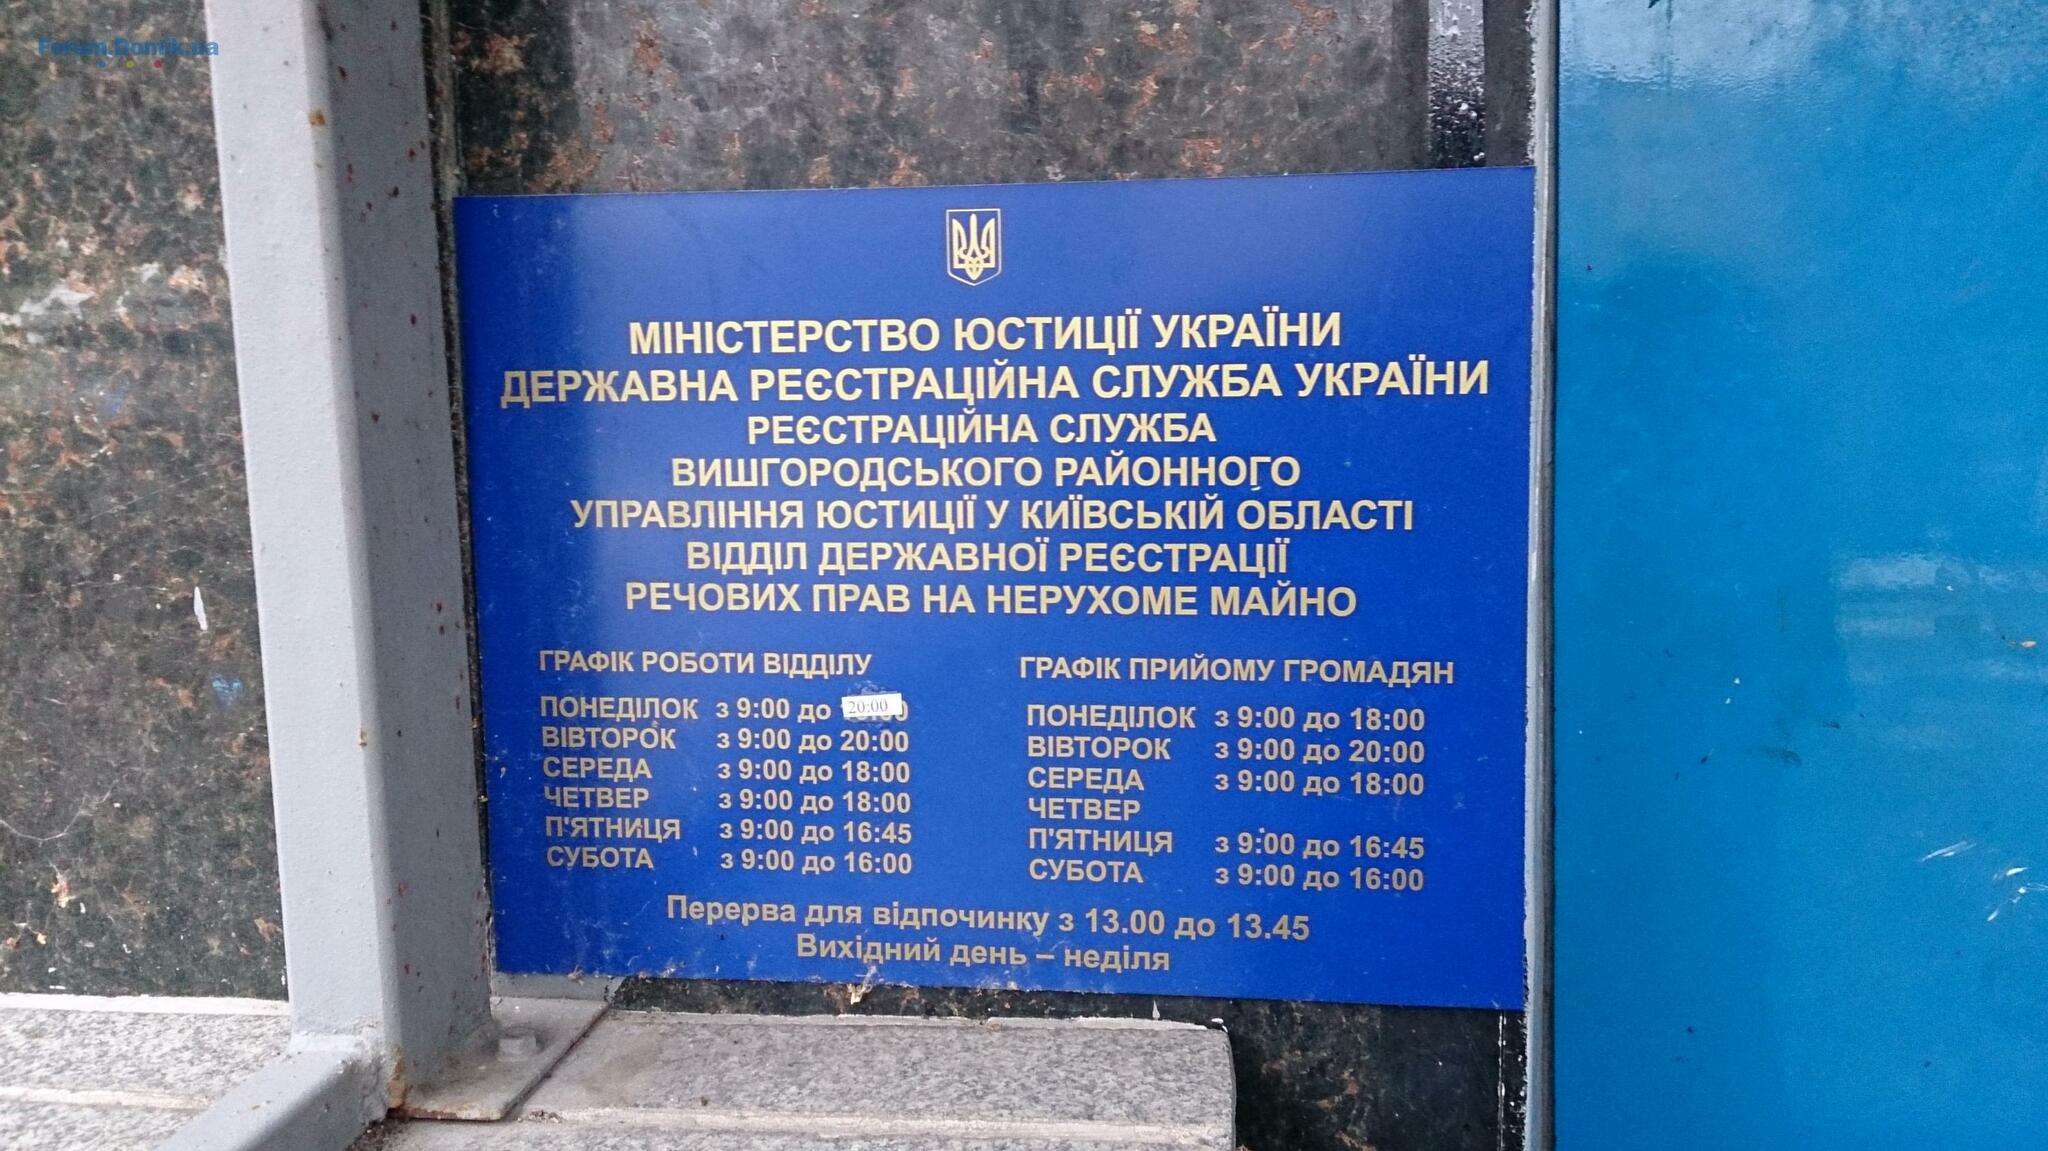 Forum.Domik.ua
МІНІСТЕРСТВО ЮСТИЦІЇ УКРАЇНИ
ДЕРЖАВНА РЕЄСТРАЦІЙНА СЛУЖБА УКРАЇНИ
РЕЄСТРАЦІЙНА СЛУЖБА
ВИШГОРОДСЬКОГО РАЙОННОГО
УПРАВЛІННЯ ЮСТИЦІЇ У КИЇВСЬКІЙ ОБЛАСТІ
ВІДДІЛ ДЕРЖАВНОЇ РЕЄСТРАЦІЇ
РЕЧОВИХ ПРАВ НА НЕРУХОМЕ МАЙНО
ГРАФІК РОБОТИ ВІДДІЛУ
ПОНЕДІЛОК з 9:00 до 20:00
ВІВТОРОК з 9:00 до 20:00
СЕРЕДА з 9:00 до 18:00
ЧЕТВЕР з 9:00 до 18:00
П'ЯТНИЦЯ з 9:00 до 16:45
СУБОТА з 9:00 до 16:00
ГРАФІК ПРИЙОМУ ГРОМАДЯН
ПОНЕДІЛОК з 9:00 до 18:00
ВІВТОРОК з 9:00 до 20:00
СЕРЕДА з 9:00 до 18:00
ЧЕТВЕР
П'ЯТНИЦЯ з 9:00 до 16:45
СУБОТА з 9:00 до 16:00
Перерва для відпочинку з 13.00 до 13.45
Вихідний день – неділя